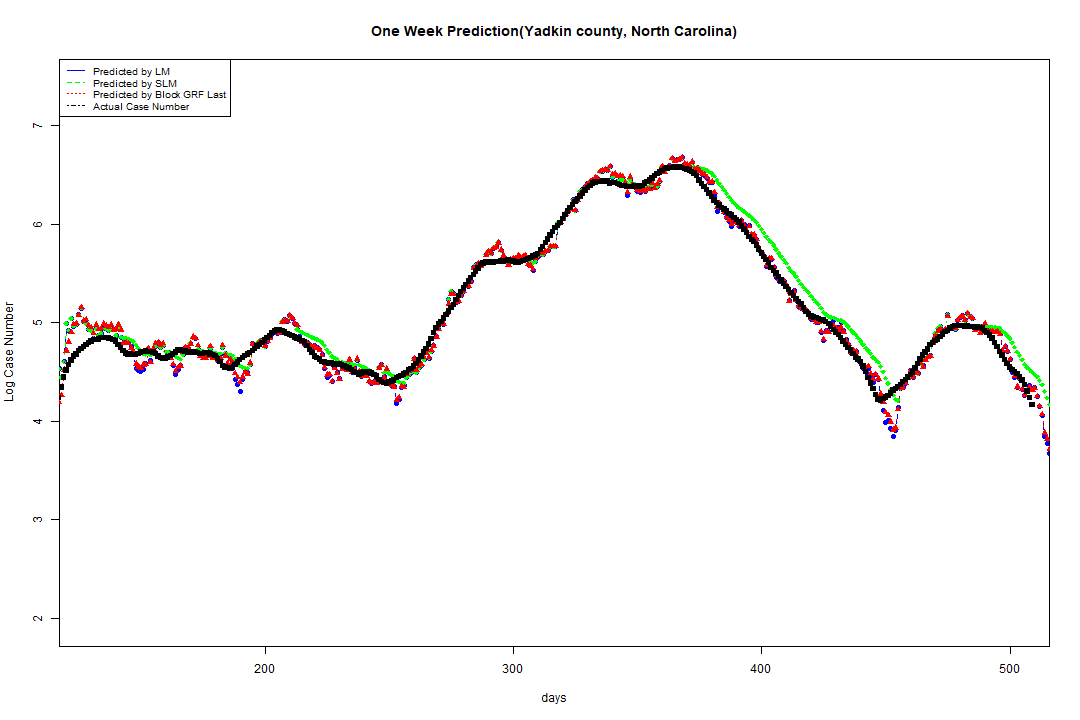 One Week Prediction(Yadkin county, North Carolina)
Predicted by LM
Predicted by SLM
Predicted by Block GRF Last
Actual Case Number
7
6
5
4
3
2
Log Case Number
200 300 400 500
days